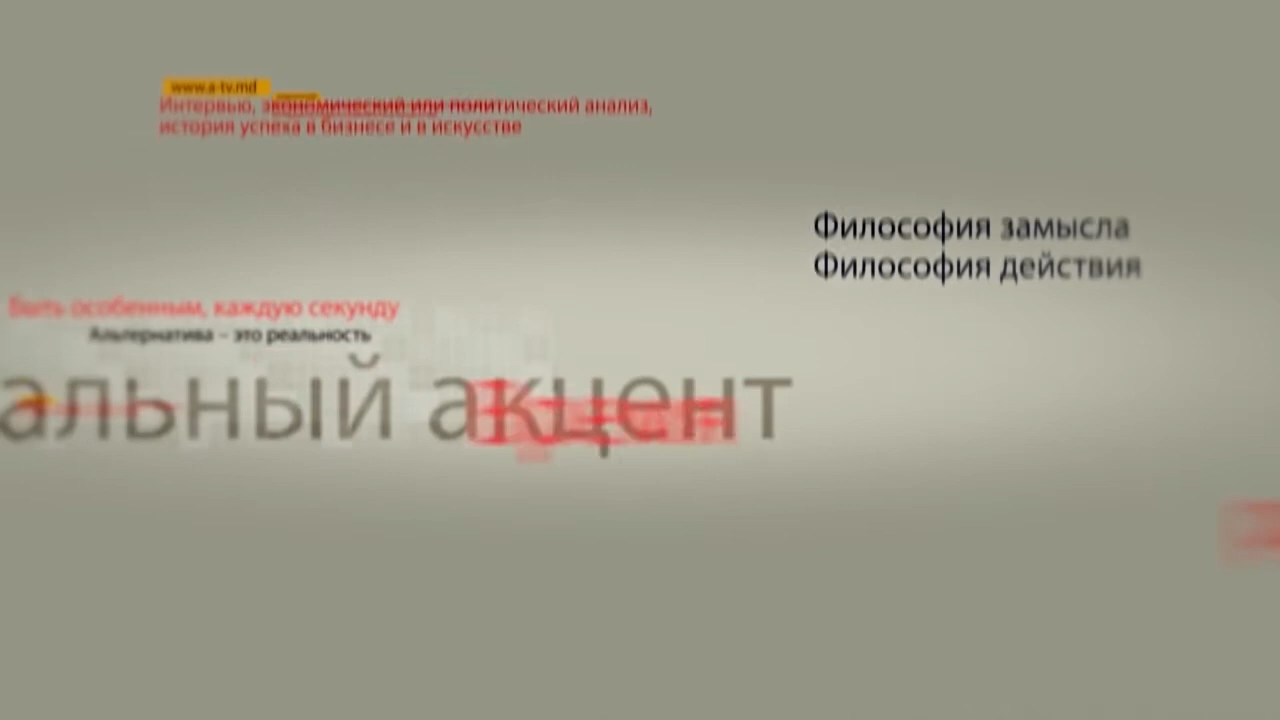 www.a-tv.md
Интервью, экономический или политический анализ,
история успеха в бизнесе и в искусстве
Философия замысла
Философия действия
Быть особенным, каждую секунду
Альтернатива – это реальность
альный акцент